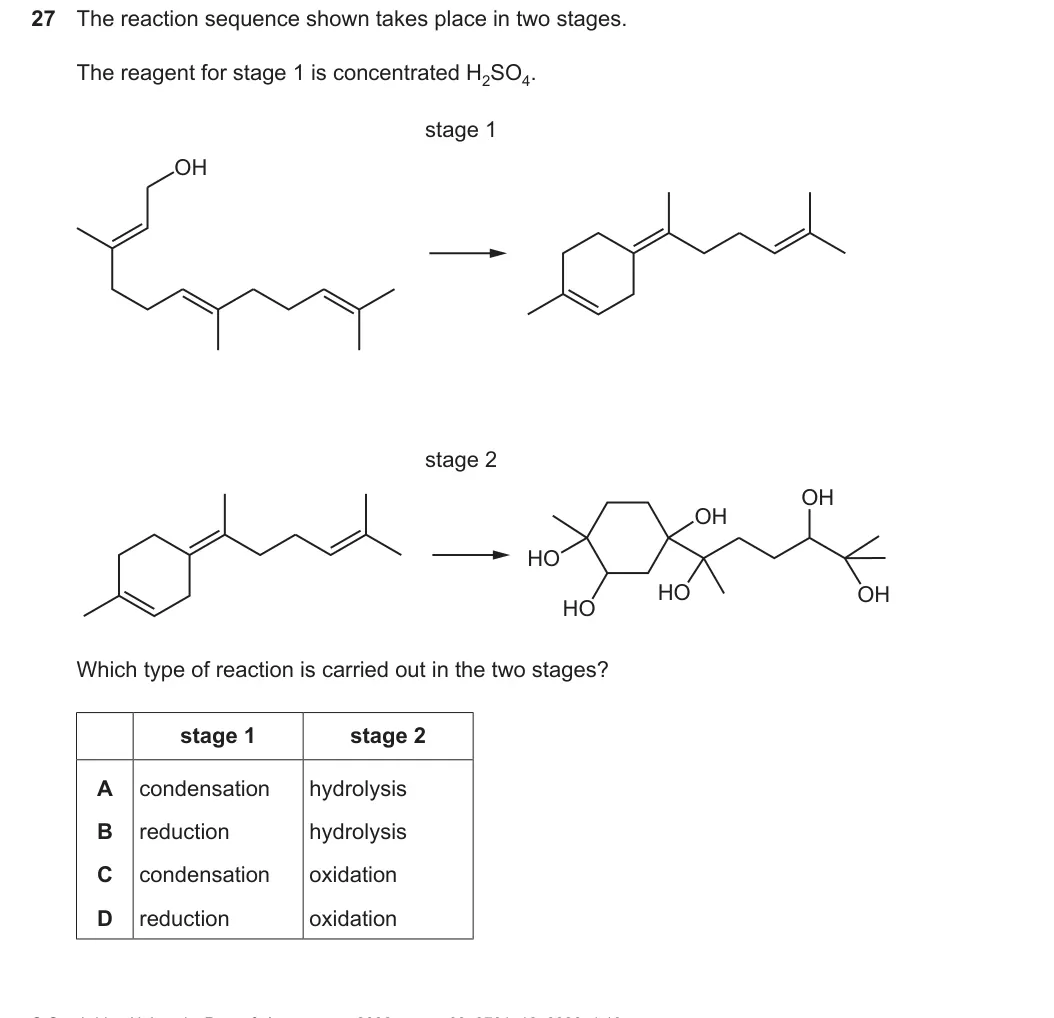 27 The reaction sequence shown takes place in two stages.
The reagent for stage 1 is concentrated H₂SO₄.
stage 1
OH
stage 2
OH
OH
HO
HO
HO
OH
Which type of reaction is carried out in the two stages?
stage 1 stage 2
A condensation hydrolysis
B reduction hydrolysis
C condensation oxidation
D reduction oxidation